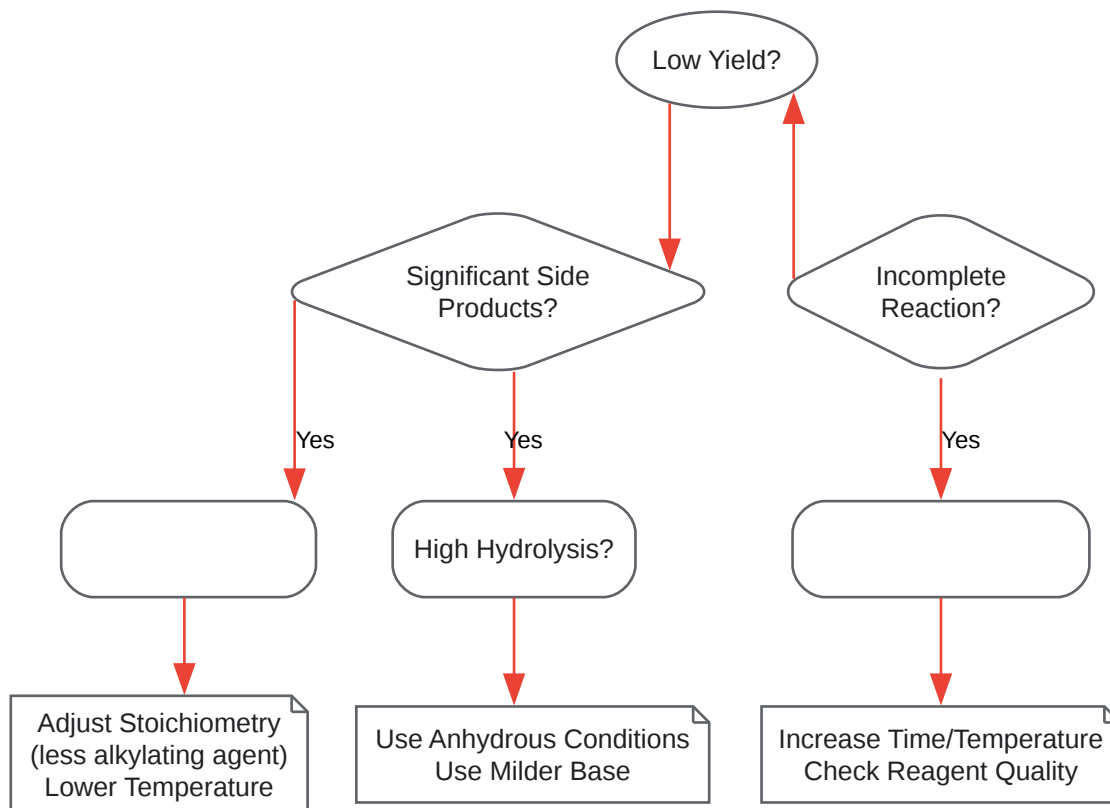 Low Yield?
Significant Side
Products?
Incomplete
Reaction?
Yes
Yes
Yes
High Hydrolysis?
Adjust Stoichiometry
(less alkylating agent)
Lower Temperature
Use Anhydrous Conditions
Use Milder Base
Increase Time/Temperature
Check Reagent Quality